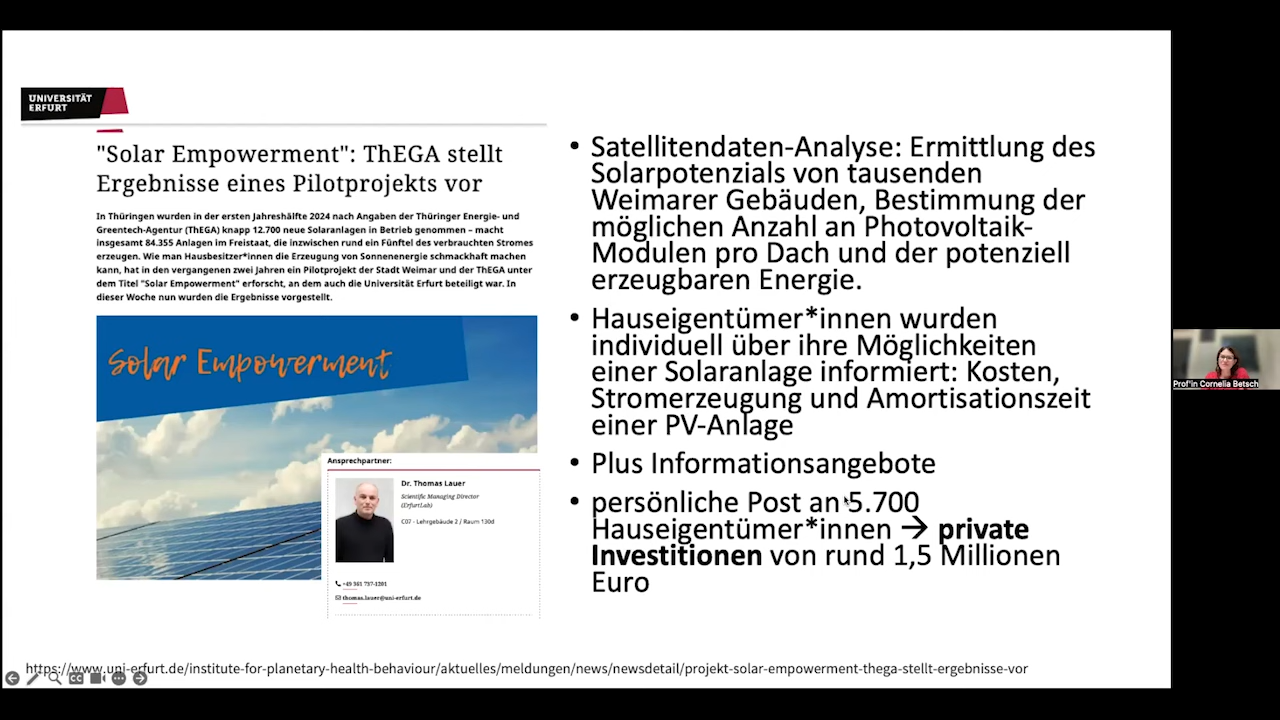 UNIVERSITÄT
ERFURT
"Solar Empowerment": ThEGA stellt
Ergebnisse eines Pilotprojekts vor
In Thüringen wurden in der ersten Jahreshälfte 2024 nach Angaben der Thüringer Energie- und
Greentech-Agentur (ThEGA) knapp 12.700 neue Solaranlagen in Betrieb genommen – macht
insgesamt 84.355 Anlagen im Freistaat, die inzwischen rund ein Fünftel des verbrauchten Stromes
erzeugen. Wie man Hausbesitzer*innen die Erzeugung von Sonnenenergie schmackhaft machen
kann, hat in den vergangenen zwei Jahren ein Pilotprojekt der Stadt Weimar und der ThEGA unter
dem Titel "Solar Empowerment" erforscht, an dem auch die Universität Erfurt beteiligt war. In
dieser Woche nun wurden die Ergebnisse vorgestellt.
Solar Empowerment
Ansprechpartner:
Dr. Thomas Lauer
Scientific Managing Director
(ErfurtLab)
C07 - Lehrgebäude 2 / Raum 130d
+49 361 737-1201
thomas.lauer@uni-erfurt.de
• Satellitendaten-Analyse: Ermittlung des
Solarpotenzials von tausenden
Weimarer Gebäuden, Bestimmung der
möglichen Anzahl an Photovoltaik-
Modulen pro Dach und der potenziell
erzeugbaren Energie.
• Hauseigentümer*innen wurden
individuell über ihre Möglichkeiten
einer Solaranlage informiert: Kosten,
Stromerzeugung und Amortisationszeit
einer PV-Anlage
• Plus Informationsangebote
• persönliche Post an 5.700
Hauseigentümer*innen → private
Investitionen von rund 1,5 Millionen
Euro
https://www.uni-erfurt.de/institute-for-planetary-health-behaviour/aktuelles/meldungen/news/newsdetail/projekt-solar-empowerment-thega-stellt-ergebnisse-vor
CC
Prof'in Cornelia Betsch